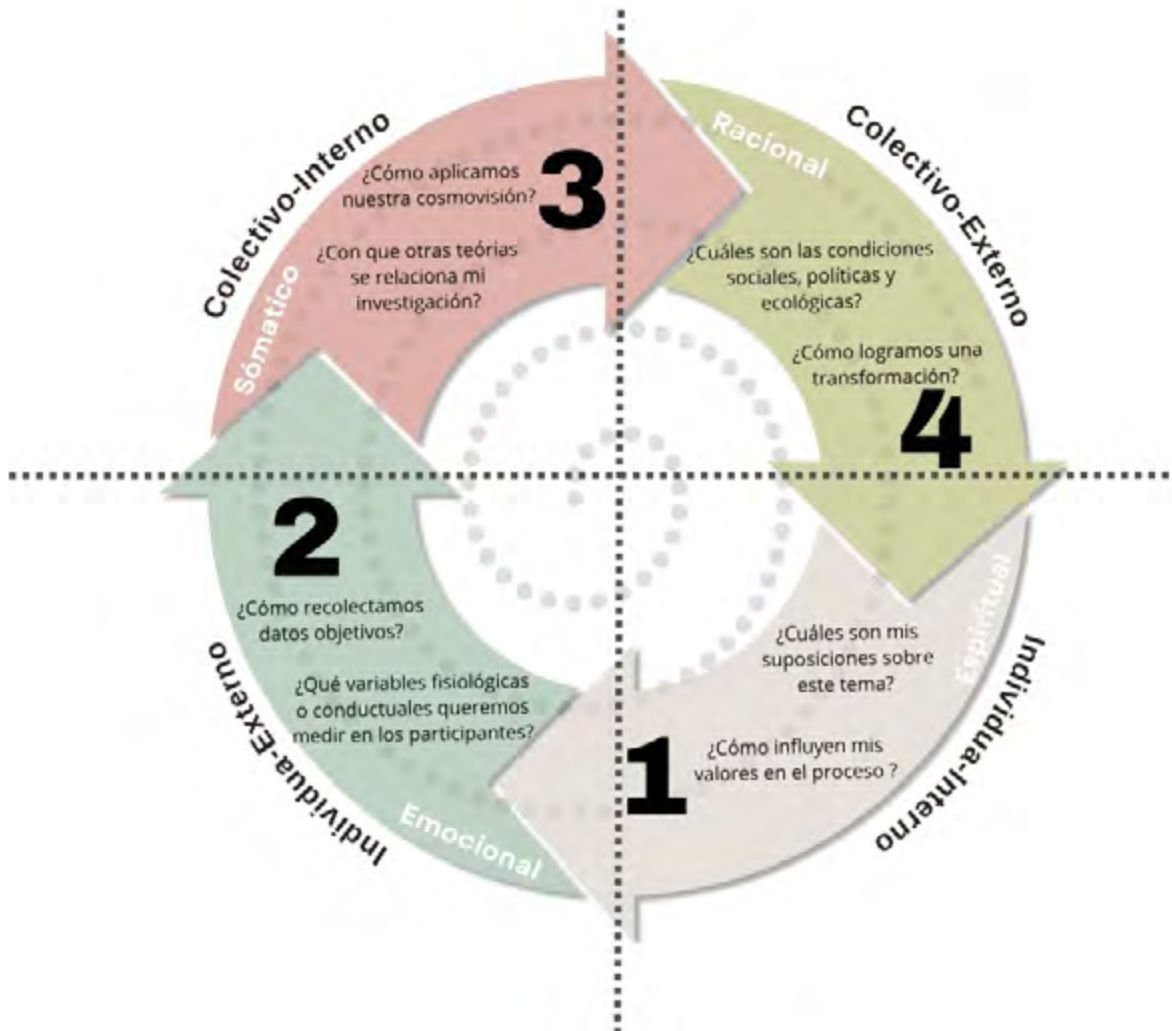 Colectivo-Interno
Sómatico
3
¿Cómo aplicamos
nuestra cosmovisión?
¿Con que otras teórias
se relaciona mi
investigación?
Colectivo-Externo
Racional
¿Cuáles son las condiciones
sociales, políticas y
ecológicas?
¿Cómo logramos una
transformación?
4
2
¿Cómo recolectamos
datos objetivos?
¿Qué variables fisiológicas
o conductuales queremos
medir en los participantes?
Emocional
Individua-Externo
Espiritual
¿Cuáles son mis
suposiciones sobre
este tema?
1
¿Cómo influyen mis
valores en el proceso ?
Individua-Interno